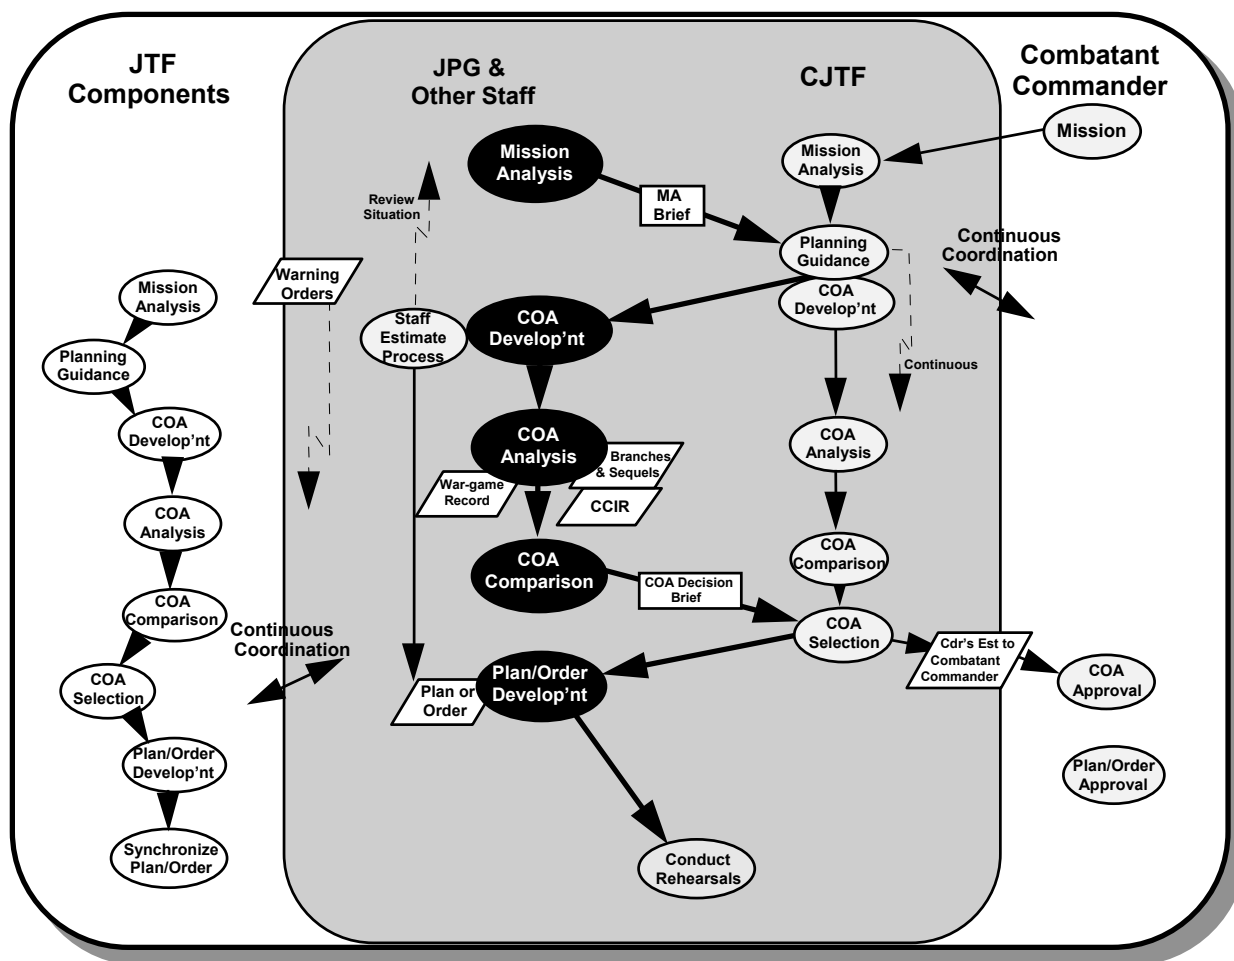 JTF
Components
JPG &
Other Staff
CJTF
Combatant
Commander
Mission
Mission
Analysis
Mission
Analysis
MA
Brief
Review
Situation
Planning
Guidance
Continuous
Coordination
Warning
Orders
Mission
Analysis
COA
Develop'nt
COA
Develop'nt
Staff
Estimate
Process
Planning
Guidance
Continuous
COA
Develop'nt
COA
Analysis
COA
Analysis
Branches
& Sequels
War-game
Record
CCIR
COA
Analysis
COA
Comparison
COA
Comparison
COA Decision
Brief
COA
Comparison
COA
Selection
Continuous
Coordination
Cdr's Est to
Combatant
Commander
COA
Approval
COA
Selection
Plan or
Order
Plan/Order
Develop'nt
Plan/Order
Develop'nt
Plan/Order
Approval
Synchronize
Plan/Order
Conduct
Rehearsals